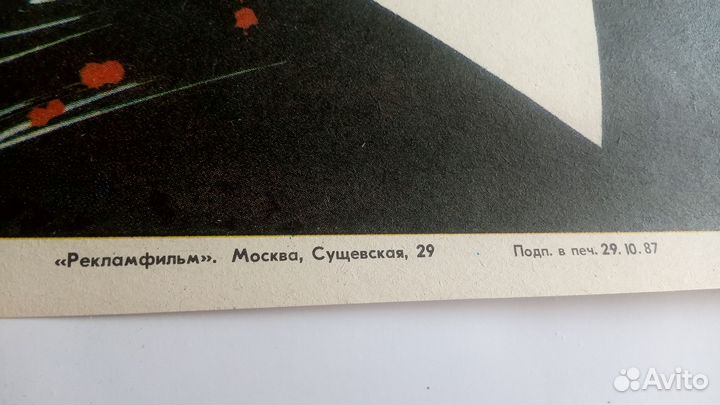 «Рекламфильм». Москва, Сущевская, 29 Подп. в печ. 29.10.87
Avito